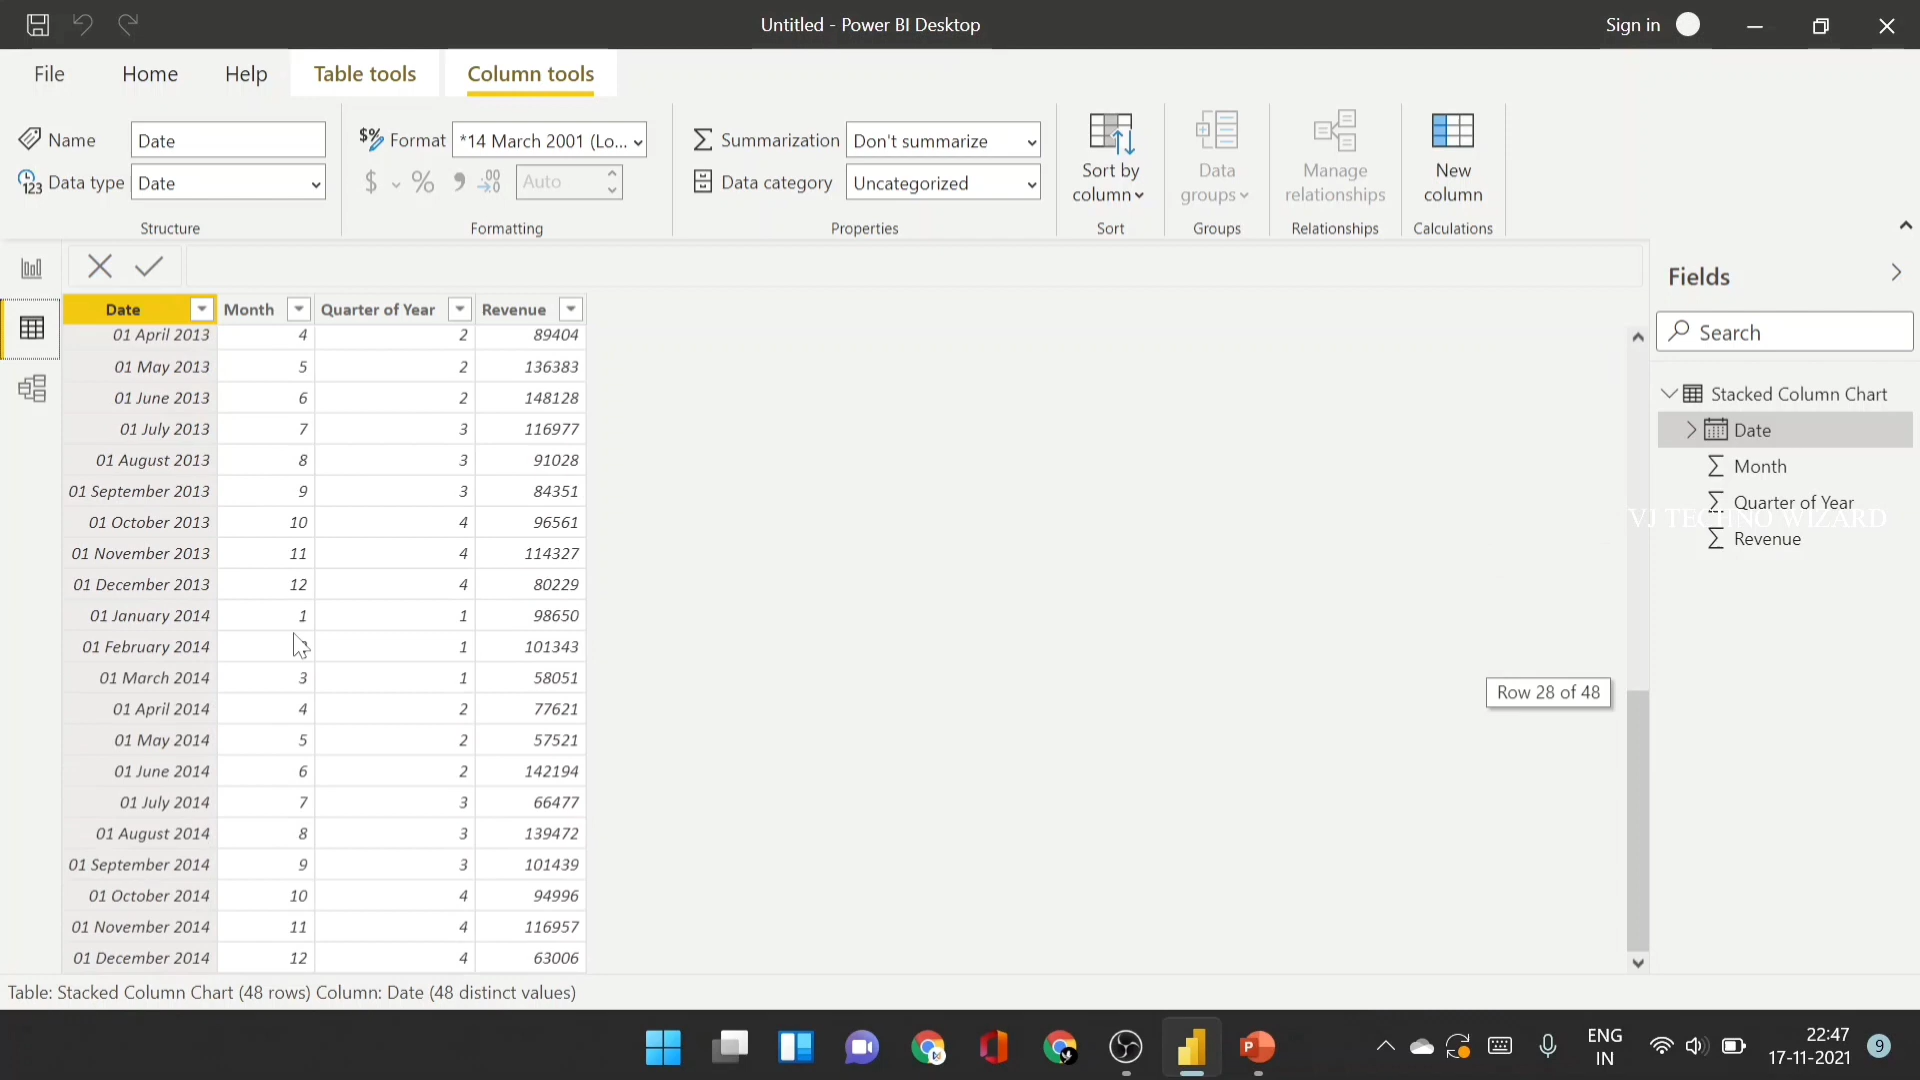 Untitled - Power BI Desktop
Sign in
File Home Help Table tools Column tools
Name Date
Data type Date
Structure
Format *14 March 2001 (Lo...
$ % 9 .00 Auto
Formatting
Summarization Don't summarize
Data category Uncategorized
Properties
Sort by
column
Sort
Data
groups
Groups
Manage
relationships
Relationships
New
column
Calculations
Date Month Quarter of Year Revenue
01 April 2013 4 2 89404
01 May 2013 5 2 136383
01 June 2013 6 2 148128
01 July 2013 7 3 116977
01 August 2013 8 3 91028
01 September 2013 9 3 84351
01 October 2013 10 4 96561
01 November 2013 11 4 114327
01 December 2013 12 4 80229
01 January 2014 1 1 98650
01 February 2014 1 101343
01 March 2014 3 1 58051
01 April 2014 4 2 77621
01 May 2014 5 2 57521
01 June 2014 6 2 142194
01 July 2014 7 3 66477
01 August 2014 8 3 139472
01 September 2014 9 3 101439
01 October 2014 10 4 94996
01 November 2014 11 4 116957
01 December 2014 12 4 63006
Row 28 of 48
Fields
Search
Stacked Column Chart
Date
Month
Quarter of Year
VJ TECHNO WIZARD
Revenue
Table: Stacked Column Chart (48 rows) Column: Date (48 distinct values)
ENG
IN
22:47
17-11-2021
9